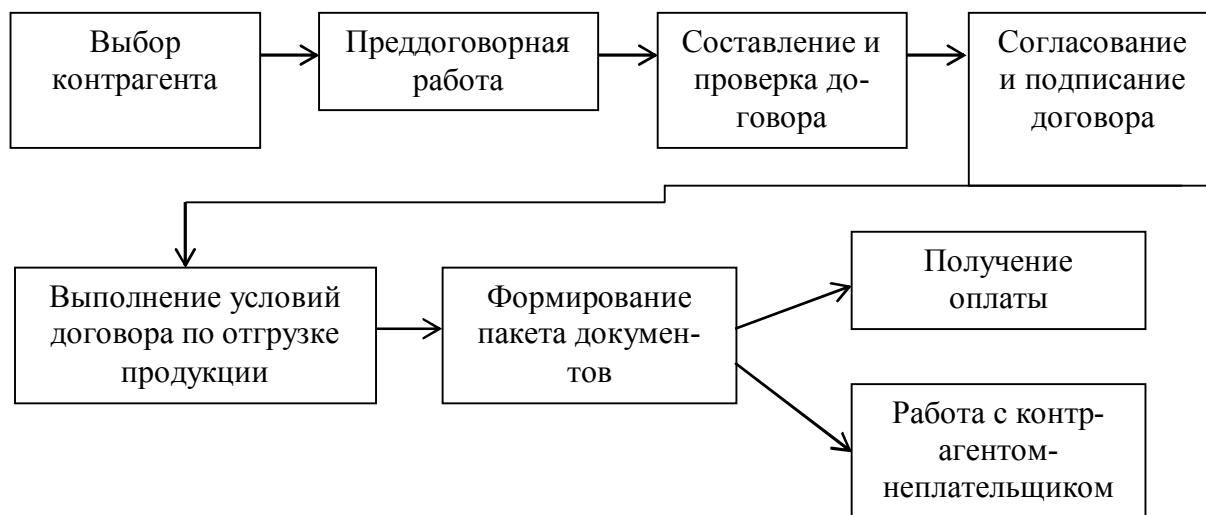 Выбор
контрагента
Преддоговорная
работа
Составление и
проверка до-
говора
Согласование
и подписание
договора
Выполнение условий
договора по отгрузке
продукции
Формирование
пакета докумен-
тов
Получение
оплаты
Работа с контр-
агентом-
неплательщиком